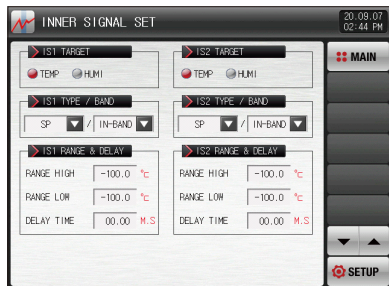 INNER SIGNAL SET
20.09.07
02:44 PM
IS1 TARGET
TEMP HUMI
IS1 TYPE / BAND
SP / IN-BAND
IS1 RANGE & DELAY
RANGE HIGH -100.0 ℃
RANGE LOW -100.0 ℃
DELAY TIME 00.00 M.S
IS2 TARGET
TEMP HUMI
IS2 TYPE / BAND
SP / IN-BAND
IS2 RANGE & DELAY
RANGE HIGH -100.0 ℃
RANGE LOW -100.0 ℃
DELAY TIME 00.00 M.S
MAIN
SETUP